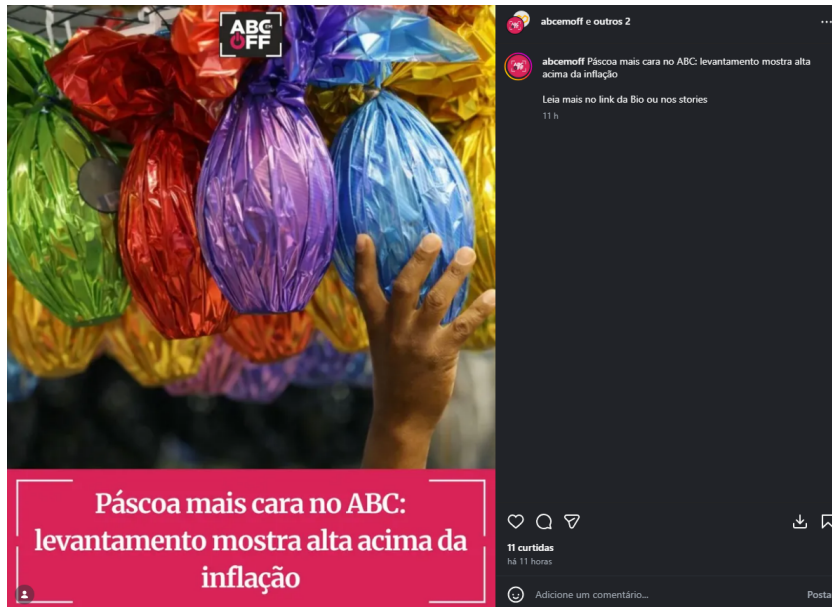 ABC EM
OFF
Páscoa mais cara no ABC:
levantamento mostra alta acima da
inflação
abcemoff e outros 2
abcemoff Páscoa mais cara no ABC: levantamento mostra alta
acima da inflação
Leia mais no link da Bio ou nos stories
11 h
11 curtidas
há 11 horas
Adicione um comentário...
Posta